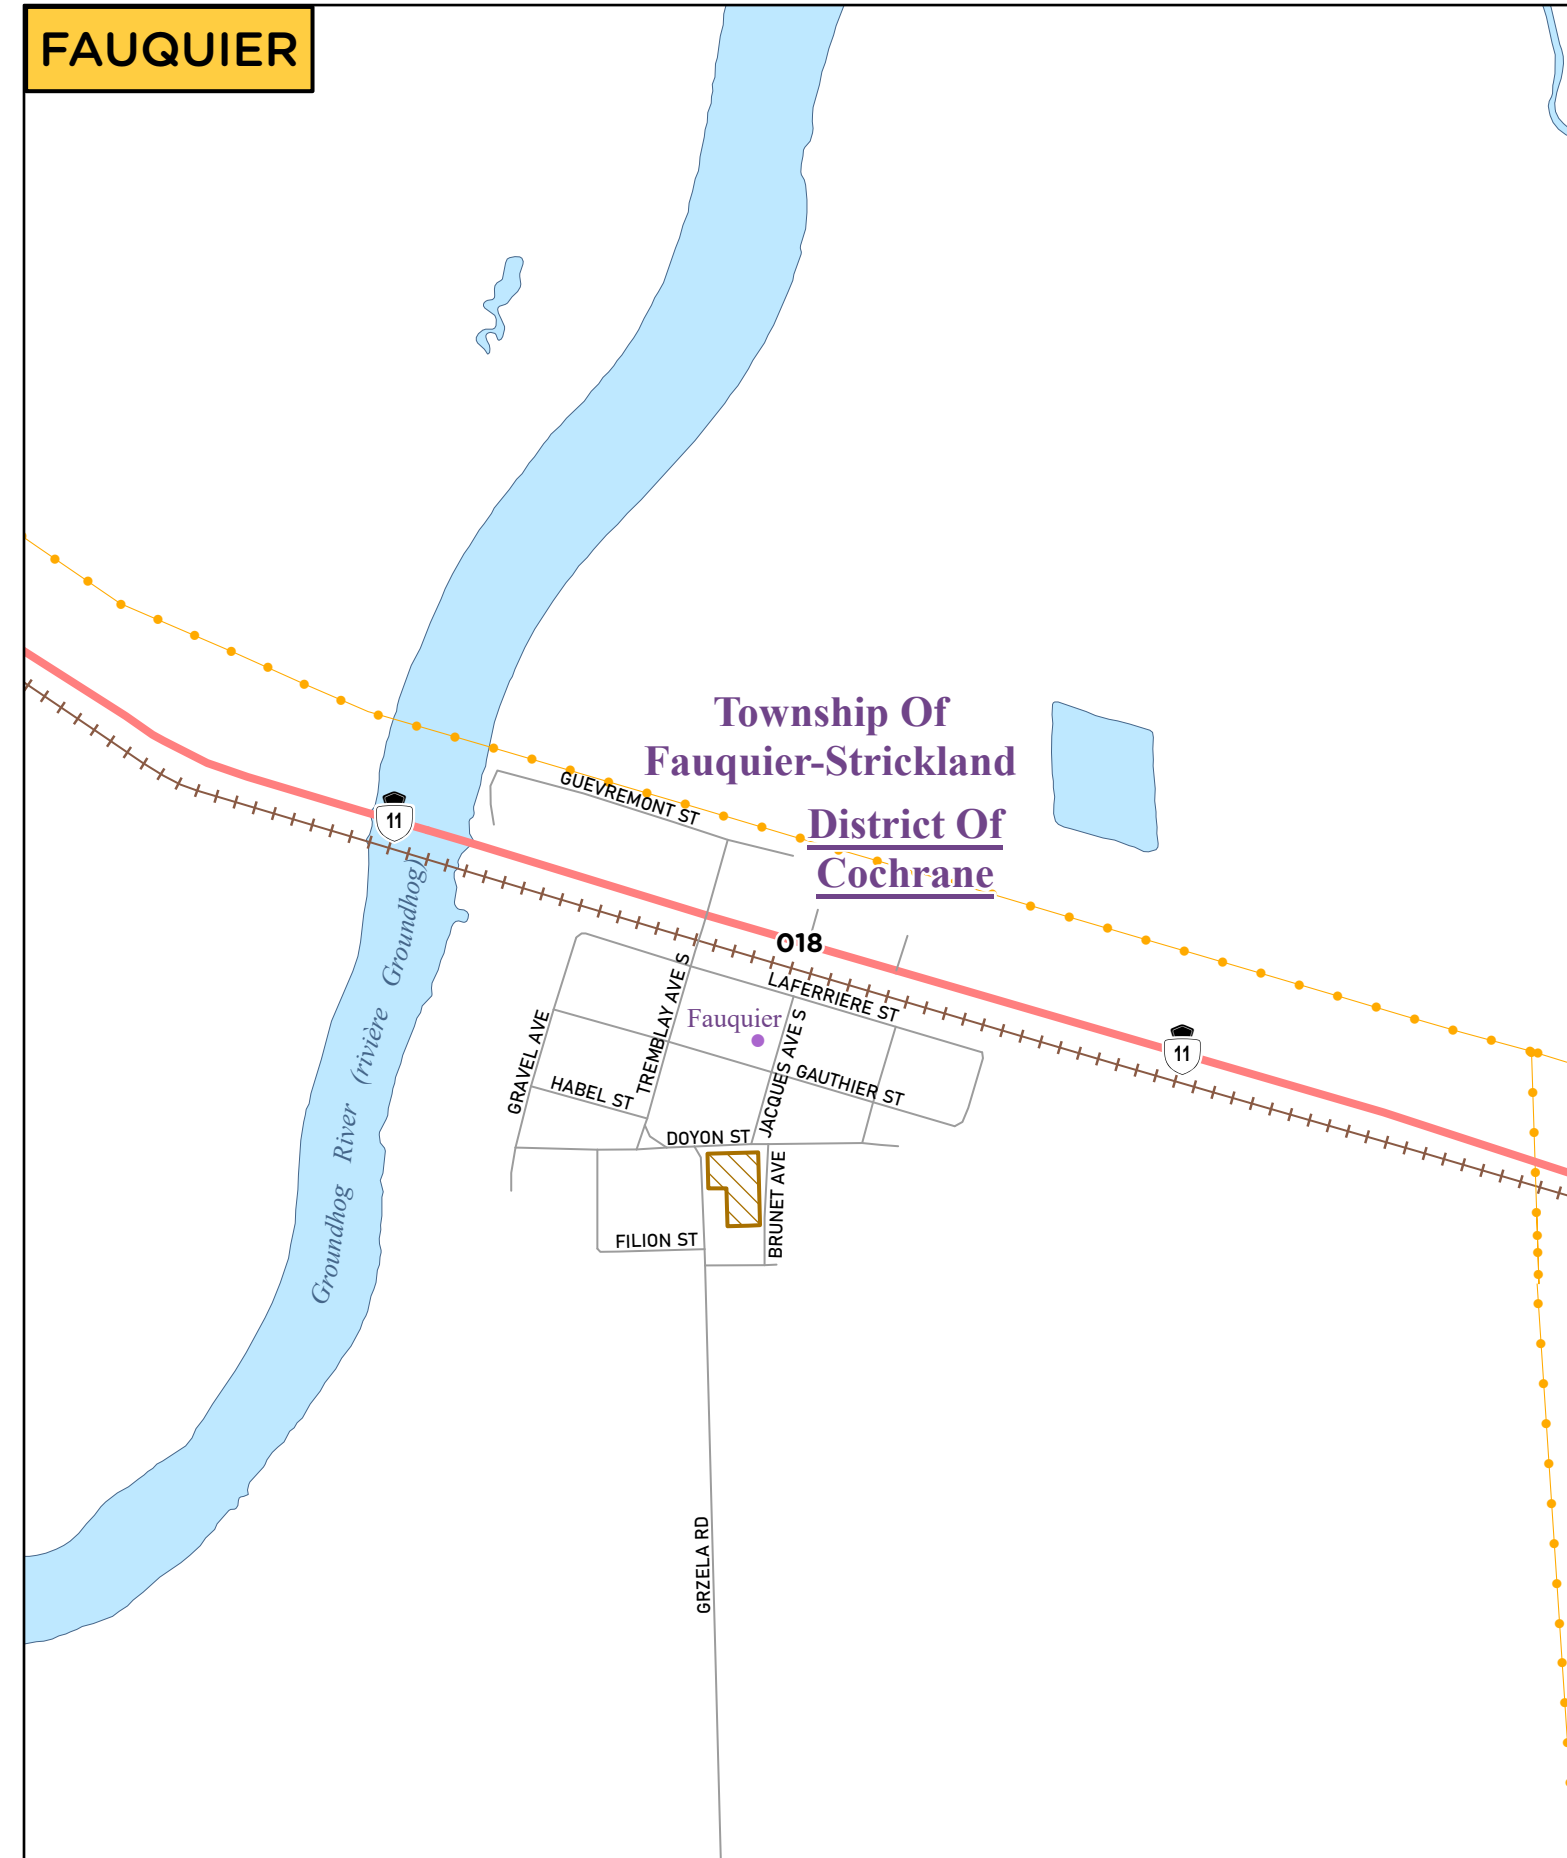 FAUQUIER
Township Of
Fauquier-Strickland
District Of
Cochrane
GUEVREMONT ST
11
018
LAFERRIERE ST
TREMBLAY AVE S
Fauquier
JACQUES AVE S
GRAVEL AVE
11
GAUTHIER ST
HABEL ST
DOYON ST
BRUNET AVE
FILION ST
Groundhog River (rivière Groundhog)
GRZELA RD